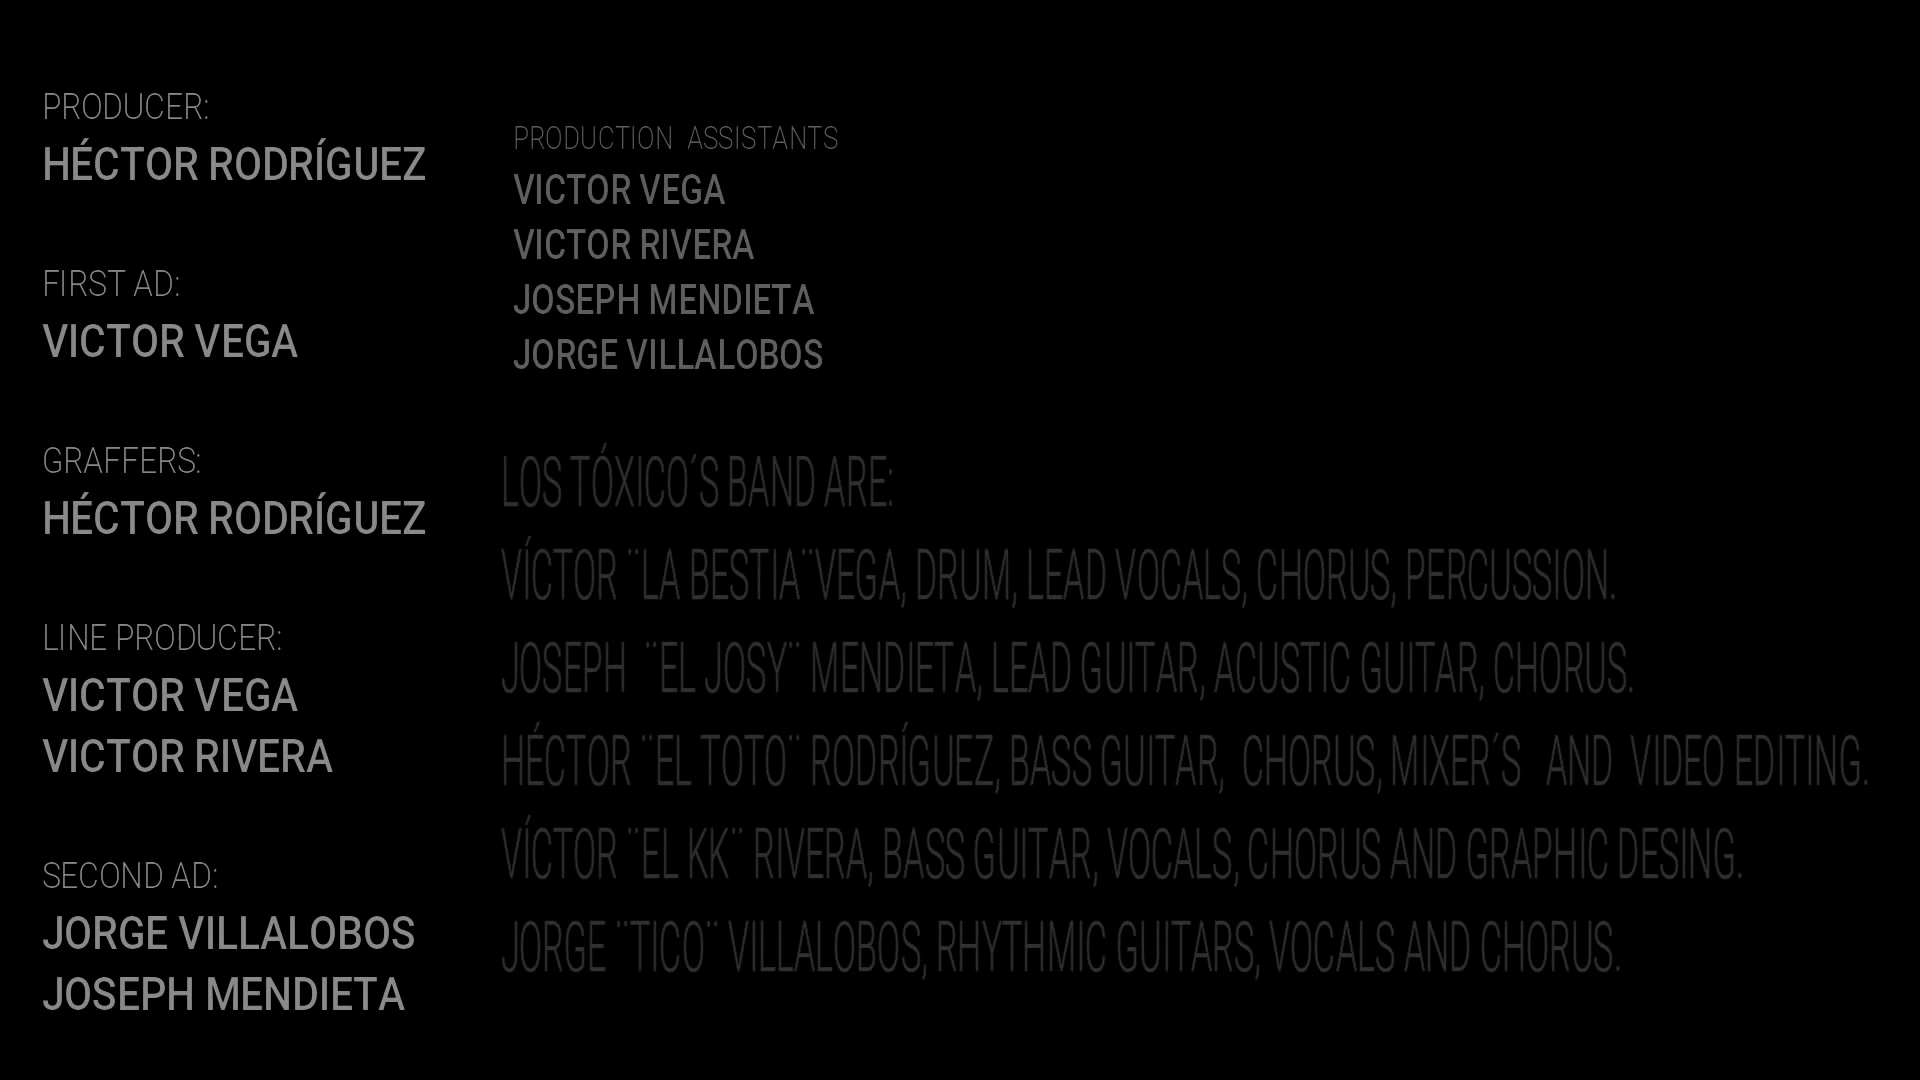 PRODUCER:
HÉCTOR RODRÍGUEZ
FIRST AD:
VICTOR VEGA
GRAFFERS:
HÉCTOR RODRÍGUEZ
LINE PRODUCER:
VICTOR VEGA
VICTOR RIVERA
SECOND AD:
JORGE VILLALOBOS
JOSEPH MENDIETA
PRODUCTION  ASSISTANTS
VICTOR VEGA
VICTOR RIVERA
JOSEPH MENDIETA
JORGE VILLALOBOS
LOS TÓXICO´S BAND ARE:
VÍCTOR ¨LA BESTIA¨VEGA, DRUM, LEAD VOCALS, CHORUS, PERCUSSION.
JOSEPH  ¨EL JOSY¨ MENDIETA, LEAD GUITAR, ACUSTIC GUITAR, CHORUS.
HÉCTOR ¨EL TOTO¨ RODRÍGUEZ, BASS GUITAR,  CHORUS, MIXER´S   AND  VIDEO EDITING.
VÍCTOR ¨EL KK¨ RIVERA, BASS GUITAR, VOCALS, CHORUS AND GRAPHIC DESING.
JORGE ¨TICO¨ VILLALOBOS, RHYTHMIC GUITARS, VOCALS AND CHORUS.